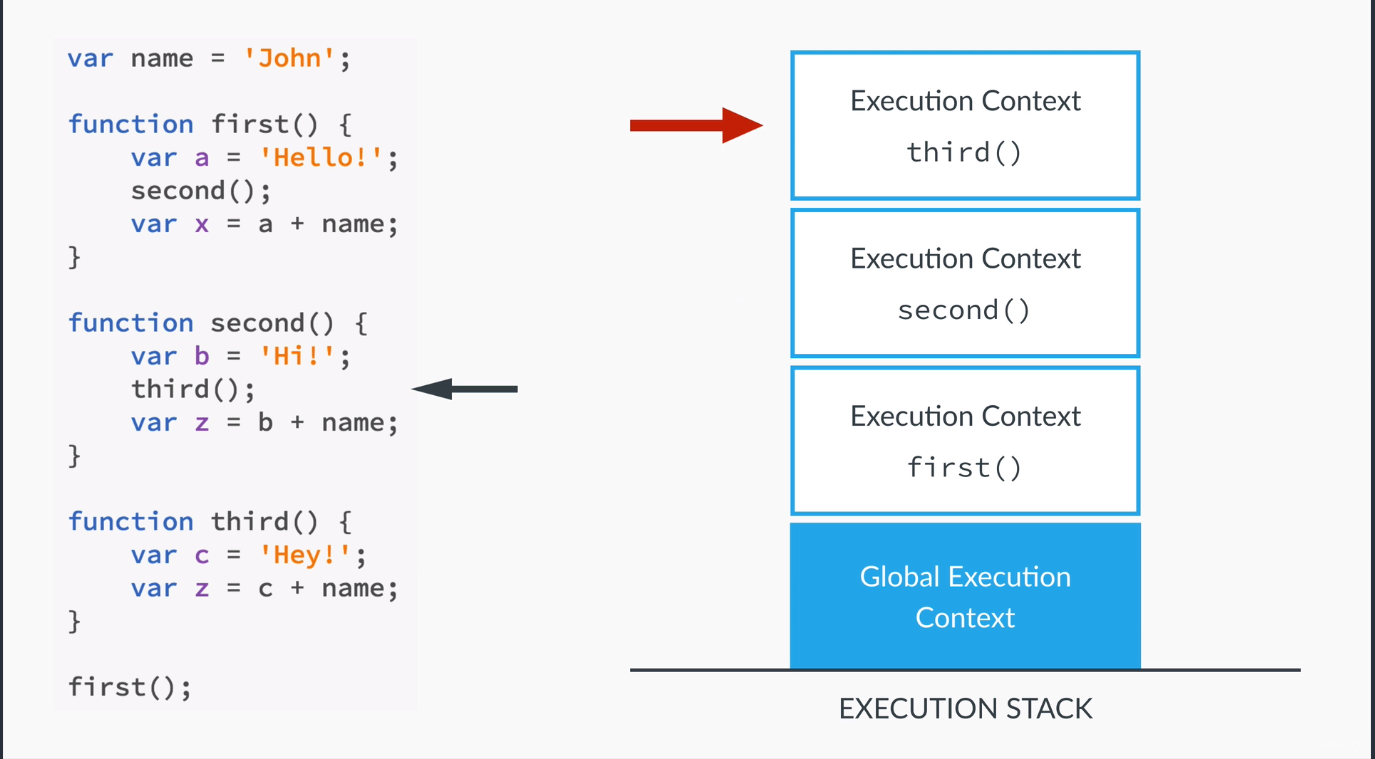 var name = 'John';
function first() {
    var a = 'Hello!';
    second();
    var x = a + name;
}
function second() {
    var b = 'Hi!';
    third();
    var z = b + name;
}
function third() {
    var c = 'Hey!';
    var z = c + name;
}
first();
Execution Context
third()
Execution Context
second()
Execution Context
first()
Global Execution
Context
EXECUTION STACK